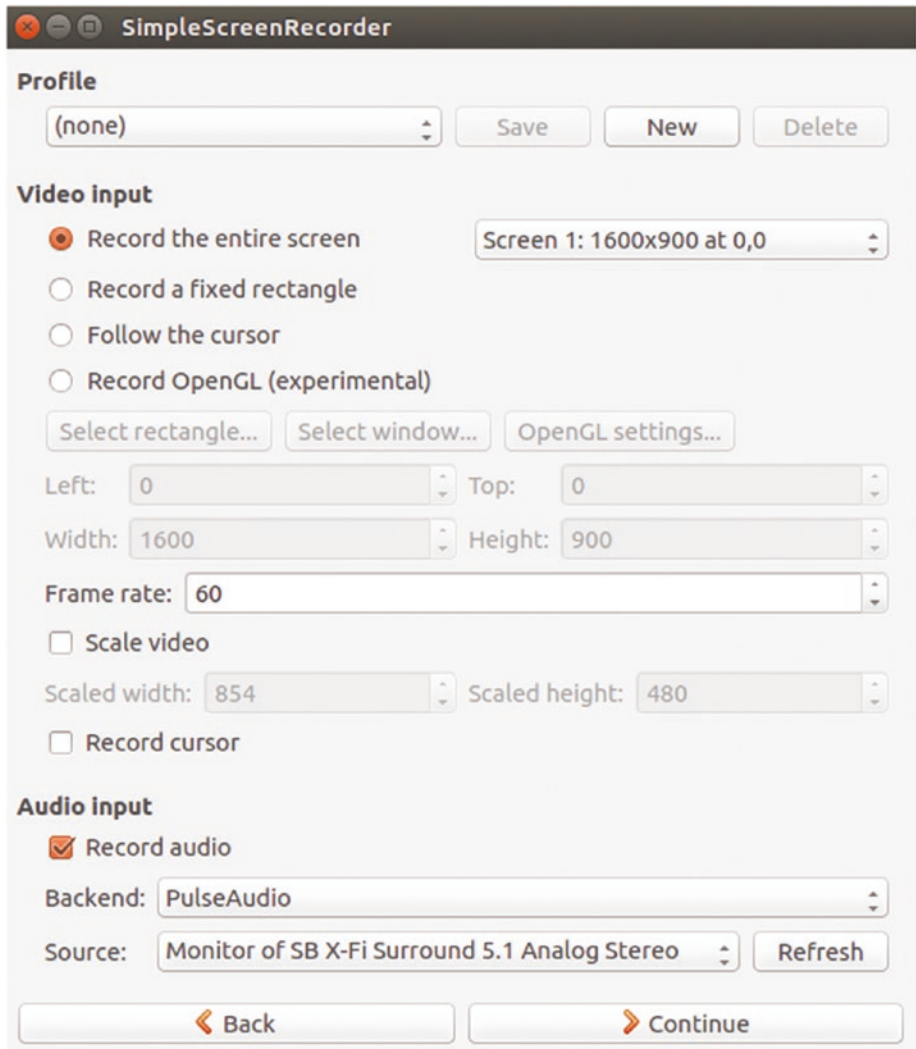 SimpleScreenRecorder
Profile
(none) Save New Delete
Video input
Record the entire screen Screen 1: 1600x900 at 0,0
Record a fixed rectangle
Follow the cursor
Record OpenGL (experimental)
Select rectangle... Select window... OpenGL settings...
Left: 0 Top: 0
Width: 1600 Height: 900
Frame rate: 60
Scale video
Scaled width: 854 Scaled height: 480
Record cursor
Audio input
Record audio
Backend: PulseAudio
Source: Monitor of SB X-Fi Surround 5.1 Analog Stereo Refresh
Back Continue